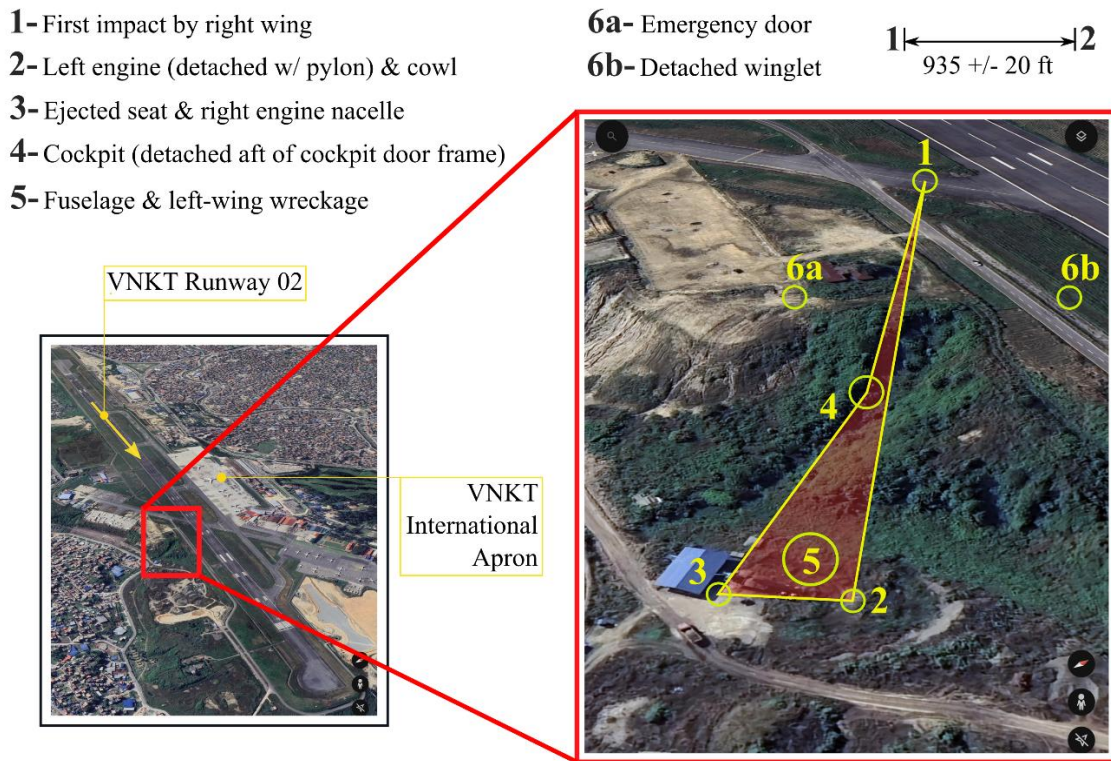 1- First impact by right wing
2- Left engine (detached w/ pylon) & cowl
3- Ejected seat & right engine nacelle
4- Cockpit (detached aft of cockpit door frame)
5- Fuselage & left-wing wreckage
6a- Emergency door
6b- Detached winglet
1 2
935 +/- 20 ft
VNKT Runway 02
VNKT
International
Apron
1
6a
6b
4
5
3
2